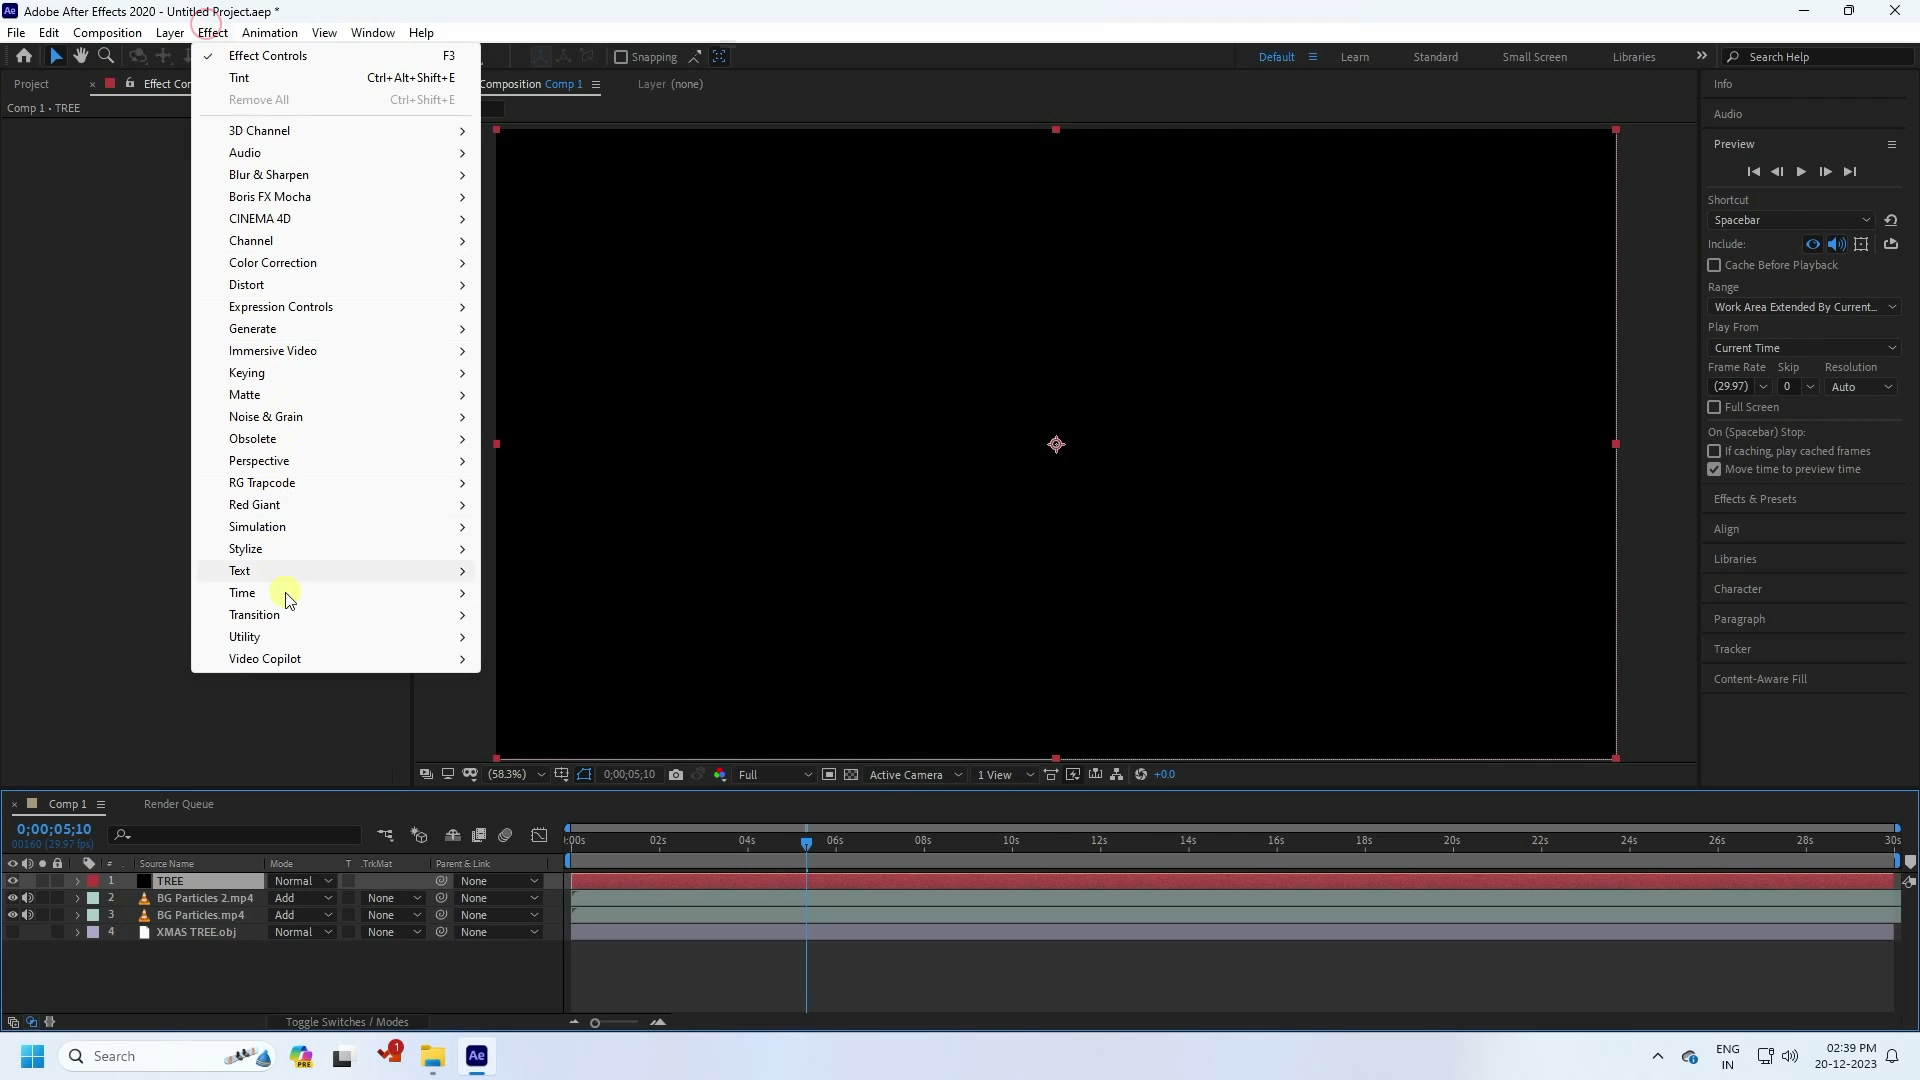 Ae Adobe After Effects 2020 - Untitled Project.aep *
File Edit Composition Layer Effect Animation View Window Help
Snapping Default Learn Standard Small Screen Libraries Search Help
Project Effect Con Composition Comp 1 Layer (none)
Comp 1 • TREE
Effect Controls F3
Tint Ctrl+Alt+Shift+E
Remove All Ctrl+Shift+E
3D Channel
Audio
Blur & Sharpen
Boris FX Mocha
CINEMA 4D
Channel
Color Correction
Distort
Expression Controls
Generate
Immersive Video
Keying
Matte
Noise & Grain
Obsolete
Perspective
RG Trapcode
Red Giant
Simulation
Stylize
Text
Time
Transition
Utility
Video Copilot
Info
Audio
Preview
Shortcut
Spacebar
Include:
Cache Before Playback
Range
Work Area Extended By Current...
Play From
Current Time
Frame Rate Skip Resolution
(29.97) 0 Auto
Full Screen
On (Spacebar) Stop:
If caching, play cached frames
Move time to preview time
Effects & Presets
Align
Libraries
Character
Paragraph
Tracker
Content-Aware Fill
(58.3%) 0;00;05;10 Full Active Camera 1 View +0.0
Comp 1 Render Queue
0;00;05;10
00160 (29.97 fps)
:00s 02s 04s 06s 08s 10s 12s 14s 16s 18s 20s 22s 24s 26s 28s 30s
# Source Name Mode T .TrkMat Parent & Link
1 TREE Normal None
2 BG Particles 2.mp4 Add None None
3 BG Particles.mp4 Add None None
4 XMAS TREE.obj Normal None None
Toggle Switches / Modes
Search PRE 1 Ae ENG IN 02:39 PM 20-12-2023